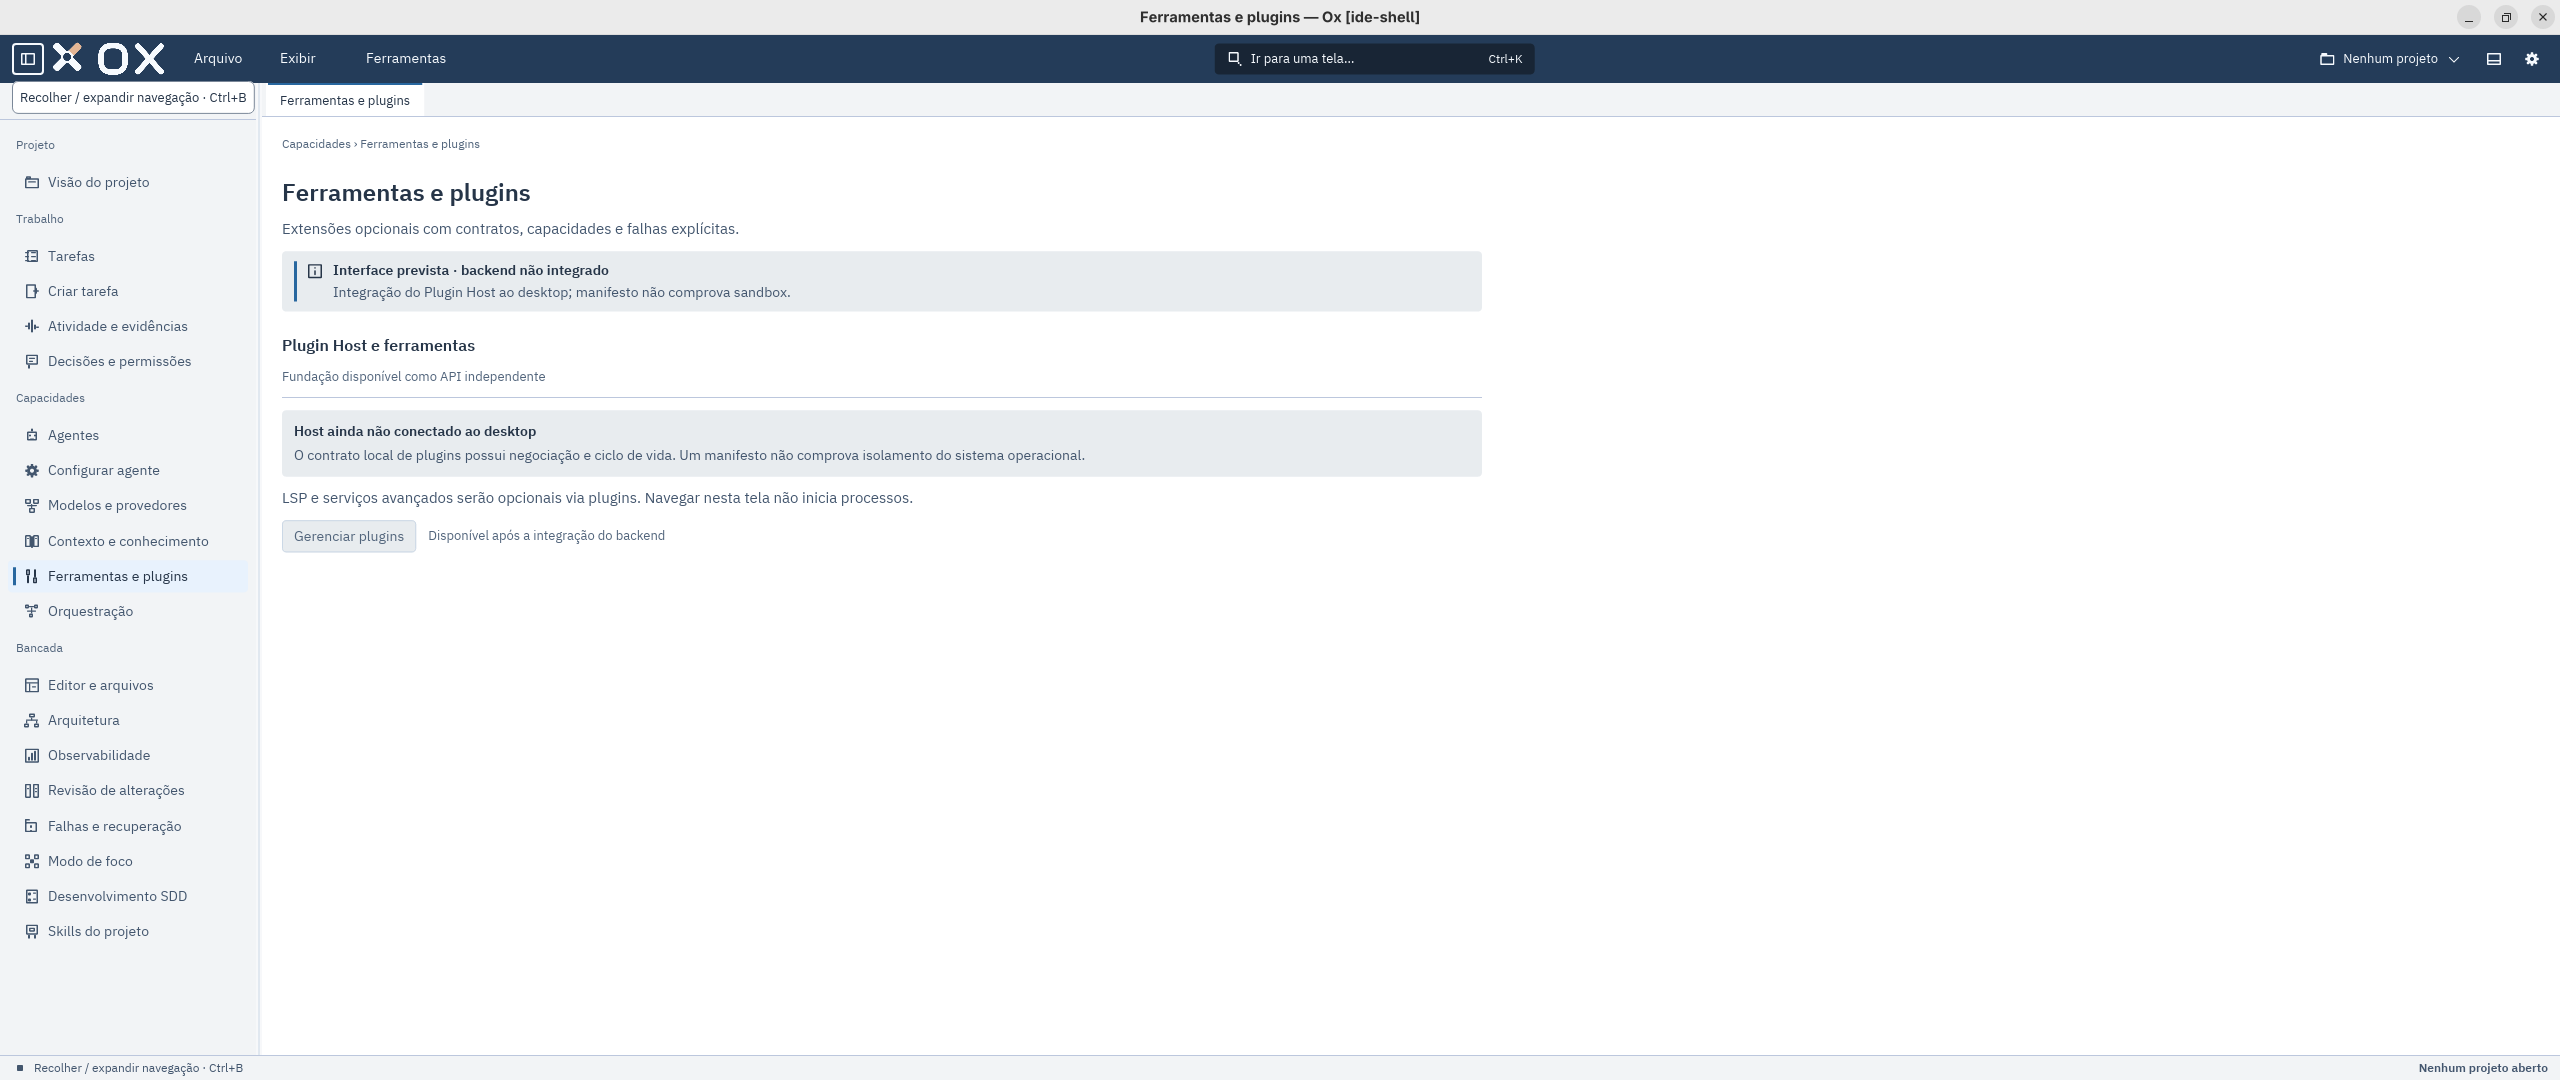 Ferramentas e plugins — Ox [ide-shell]
OX Arquivo Exibir Ferramentas Ir para uma tela... Ctrl+K Nenhum projeto
Recolher / expandir navegação · Ctrl+B
Ferramentas e plugins
Projeto
Visão do projeto
Trabalho
Tarefas
Criar tarefa
Atividade e evidências
Decisões e permissões
Capacidades
Agentes
Configurar agente
Modelos e provedores
Contexto e conhecimento
Ferramentas e plugins
Orquestração
Bancada
Editor e arquivos
Arquitetura
Observabilidade
Revisão de alterações
Falhas e recuperação
Modo de foco
Desenvolvimento SDD
Skills do projeto
Capacidades › Ferramentas e plugins
Ferramentas e plugins
Extensões opcionais com contratos, capacidades e falhas explícitas.
Interface prevista · backend não integrado
Integração do Plugin Host ao desktop; manifesto não comprova sandbox.
Plugin Host e ferramentas
Fundação disponível como API independente
Host ainda não conectado ao desktop
O contrato local de plugins possui negociação e ciclo de vida. Um manifesto não comprova isolamento do sistema operacional.
LSP e serviços avançados serão opcionais via plugins. Navegar nesta tela não inicia processos.
Gerenciar plugins Disponível após a integração do backend
Recolher / expandir navegação · Ctrl+B
Nenhum projeto aberto